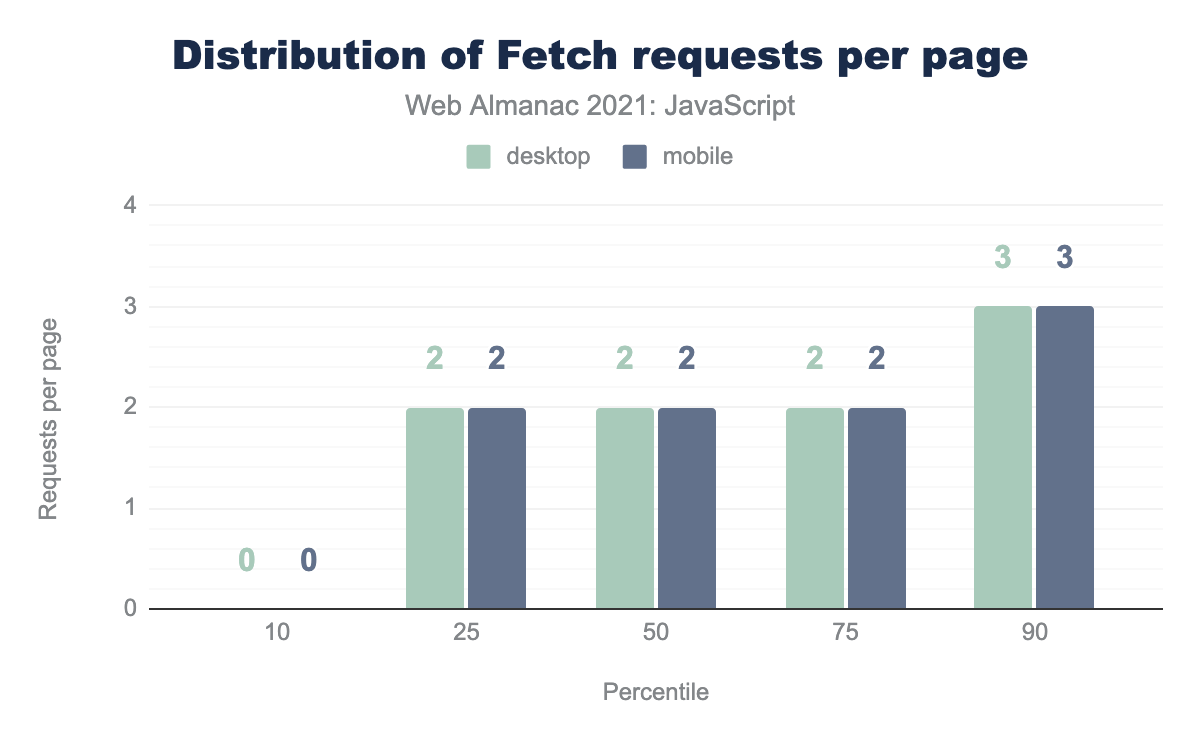 Distribution of Fetch requests per page
Web Almanac 2021: JavaScript
desktop mobile
Requests per page
4
3
2
1
0
0 0
2 2
2 2
2 2
3 3
10 25 50 75 90
Percentile